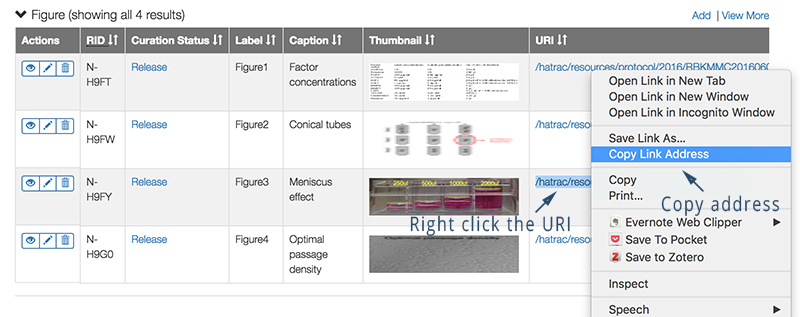 Figure (showing all 4 results)
Add | View More
Actions RID Curation Status Label Caption Thumbnail URI
N-H9FT Release Figure1 Factor concentrations /hatrac/resources/protocol/2016/RBKMMC2016060
N-H9FW Release Figure2 Conical tubes /hatrac/reso
N-H9FY Release Figure3 Meniscus effect 250ul 500ul 1000ul 2000ul /hatrac/resou
N-H9G0 Release Figure4 Optimal passage density /hatrac/reso
Open Link in New Tab
Open Link in New Window
Open Link in Incognito Window
Save Link As...
Copy Link Address
Copy
Print...
Evernote Web Clipper
Save To Pocket
Save to Zotero
Inspect
Speech
Right click the URI
Copy address